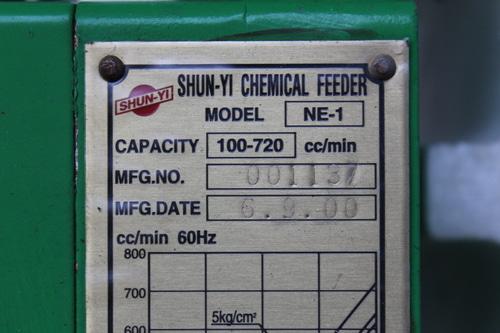 SHUN-YI SHUN-YI CHEMICAL FEEDER
MODEL NE-1
CAPACITY 100-720 cc/min
MFG.NO. 001137
MFG.DATE 6.9.00
cc/min 60Hz
800
700
5kg/cm²
600